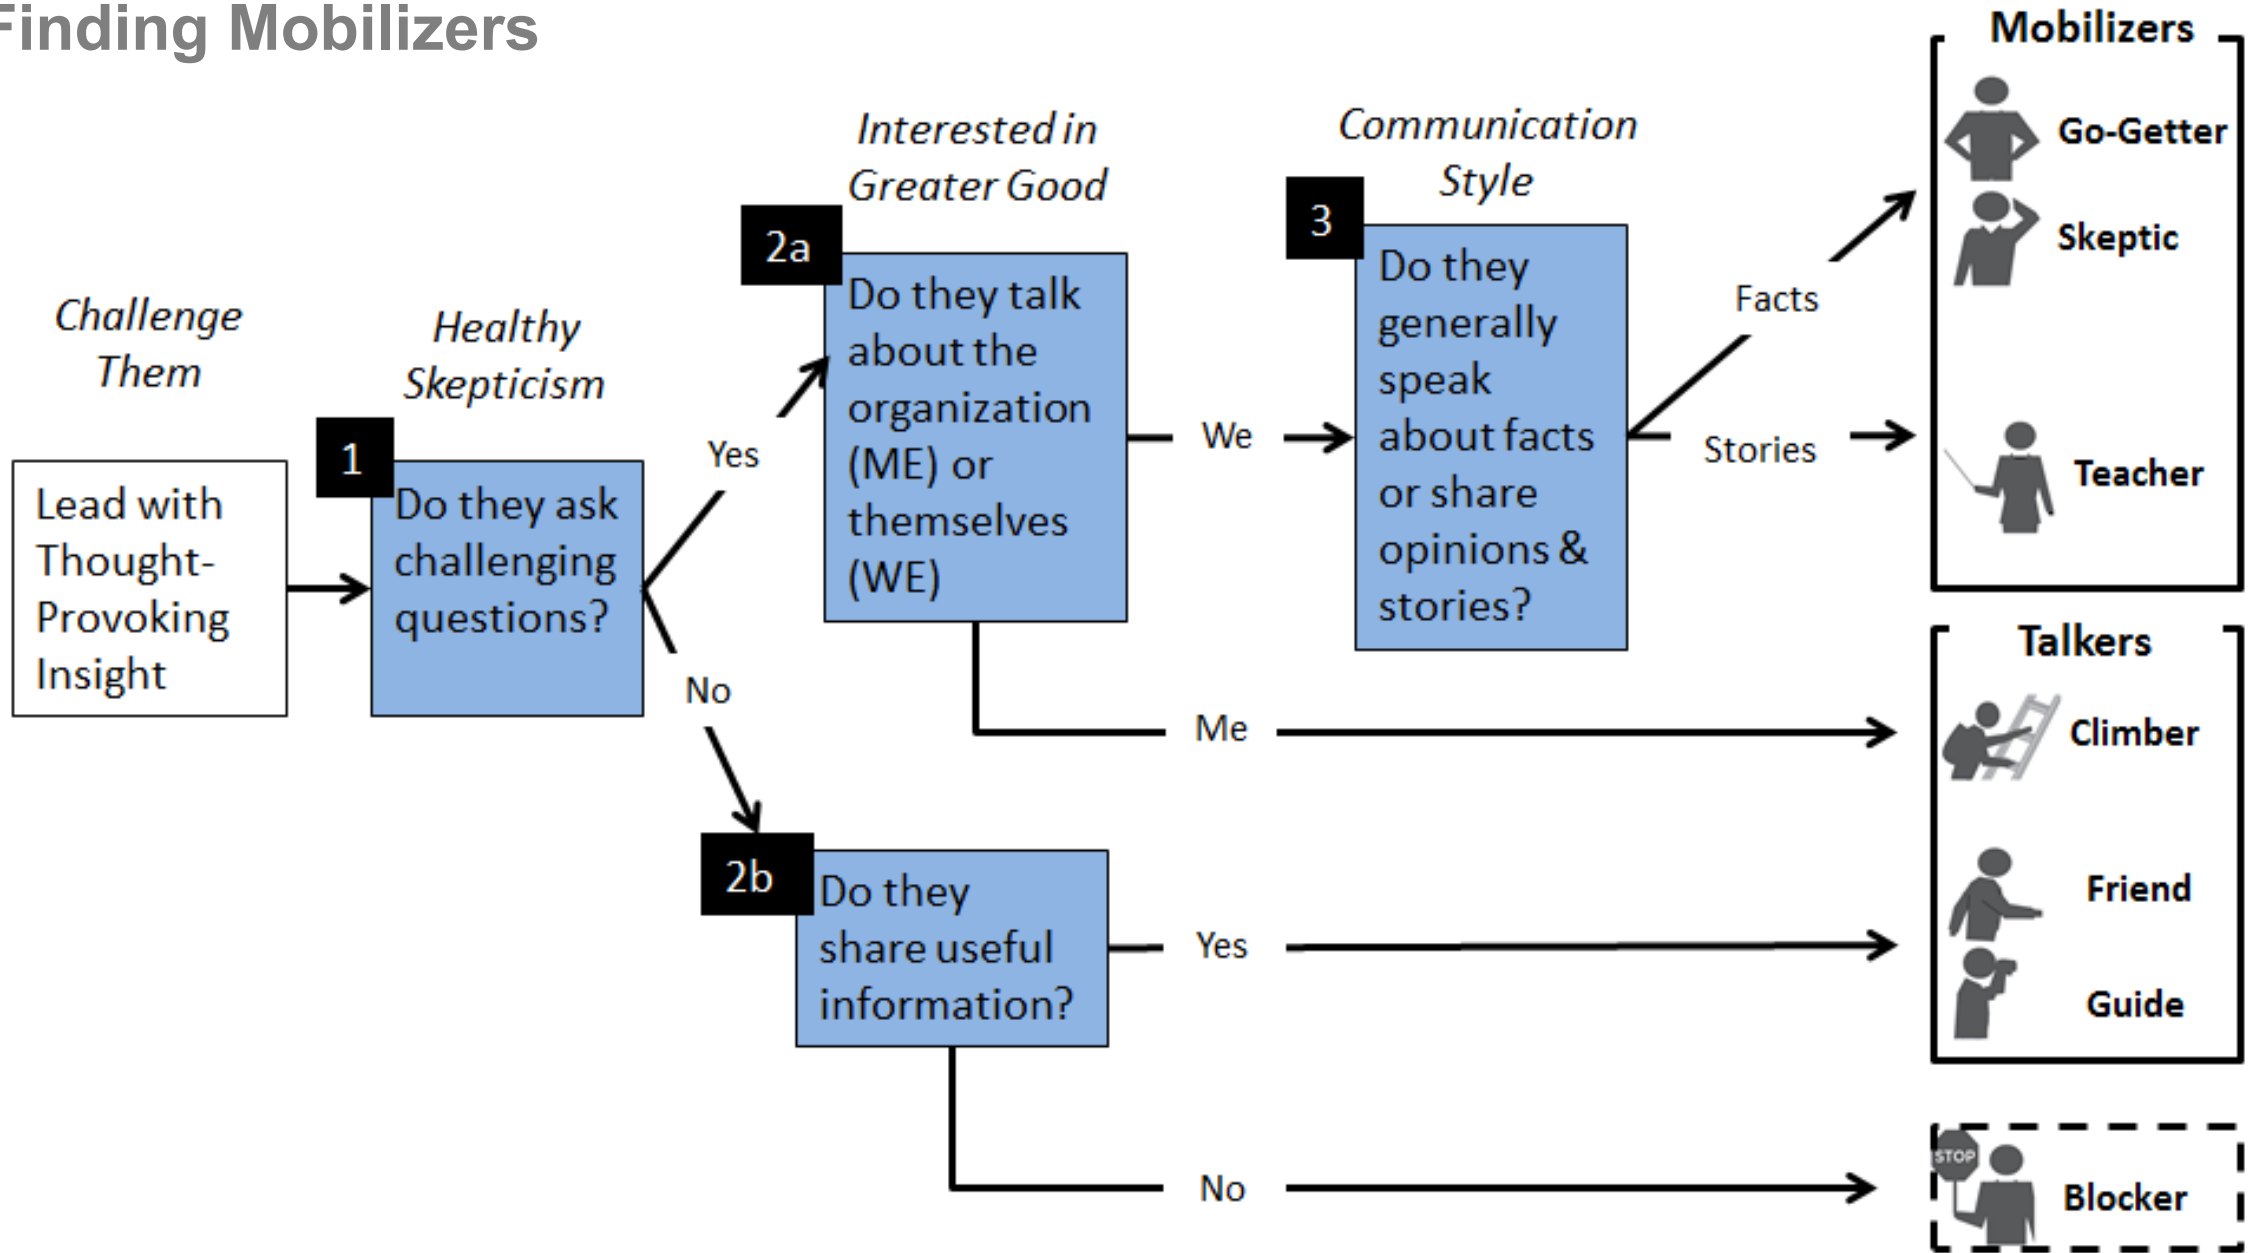 Finding Mobilizers
Challenge
Them
Lead with
Thought-
Provoking
Insight
Healthy
Skepticism
1
Do they ask
challenging
questions?
Yes
No
Interested in
Greater Good
2a
Do they talk
about the
organization
(ME) or
themselves
(WE)
We
Me
2b
Do they
share useful
information?
Yes
No
Communication
Style
3
Do they
generally
speak
about facts
or share
opinions &
stories?
Facts
Stories
Mobilizers
Go-Getter
Skeptic
Teacher
Talkers
Climber
Friend
Guide
STOP
Blocker